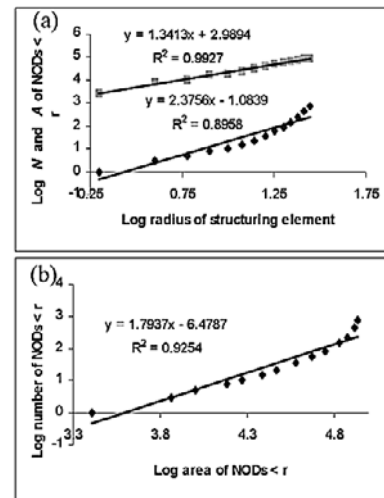 (a)
6
5
4
3
2
1
0
-1
y = 1.3413x + 2.9894
R² = 0.9927
y = 2.3756x - 1.0839
R² = 0.8958
-0.25
0.25
0.75
1.25
1.75
Log N and A of NODs <
r
Log radius of structuring element
(b)
4
3
2
1
0
-1
y = 1.7937x - 6.4787
R² = 0.9254
3.3
3.8
4.3
4.8
Log number of NODs < r
Log area of NODs < r